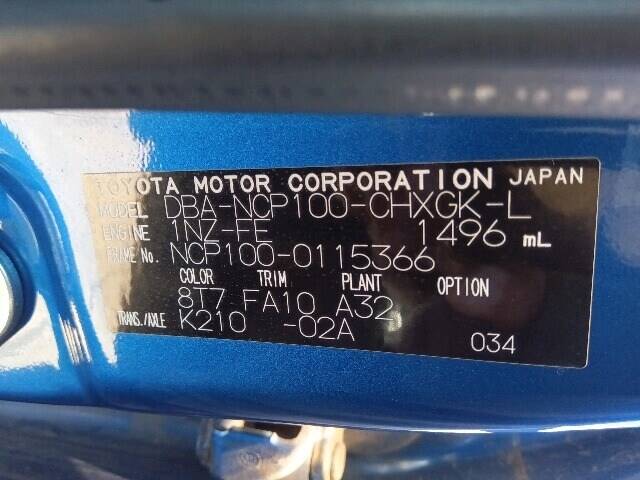 TOYOTA MOTOR CORPORATION JAPAN
MODEL DBA-NCP100-CHXGK-L
ENGINE 1NZ-FE 1496 mL
FRAME No. NCP100-0115366
COLOR TRIM PLANT OPTION
8T7 FA10 A32
TRANS./AXLE K210 -02A
034